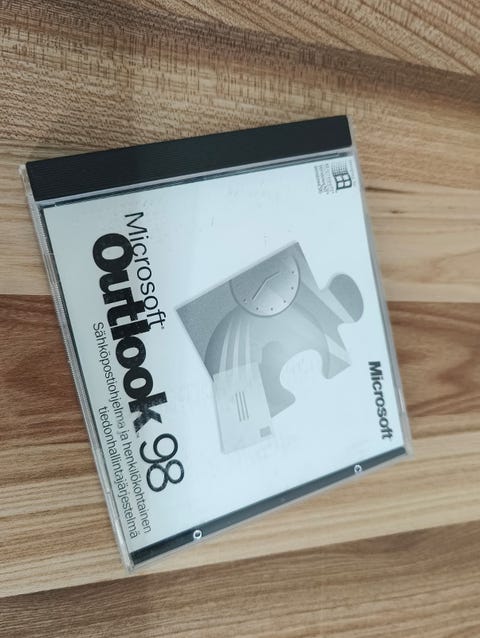 Microsoft®
Outlook 98
Sähköpostiohjelma ja henkilökohtainen
tiedonhallintajärjestelmä
Microsoft